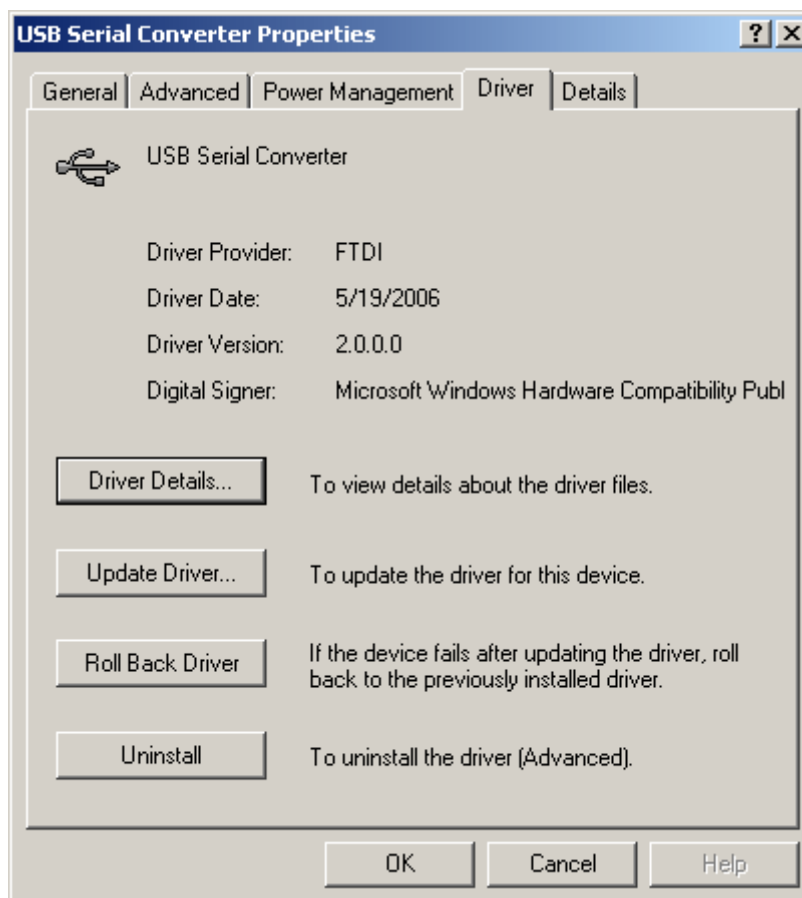 USB Serial Converter Properties
General Advanced Power Management Driver Details
USB Serial Converter
Driver Provider: FTDI
Driver Date: 5/19/2006
Driver Version: 2.0.0.0
Digital Signer: Microsoft Windows Hardware Compatibility Publ
Driver Details... To view details about the driver files.
Update Driver... To update the driver for this device.
Roll Back Driver If the device fails after updating the driver, roll
back to the previously installed driver.
Uninstall To uninstall the driver (Advanced).
OK Cancel Help